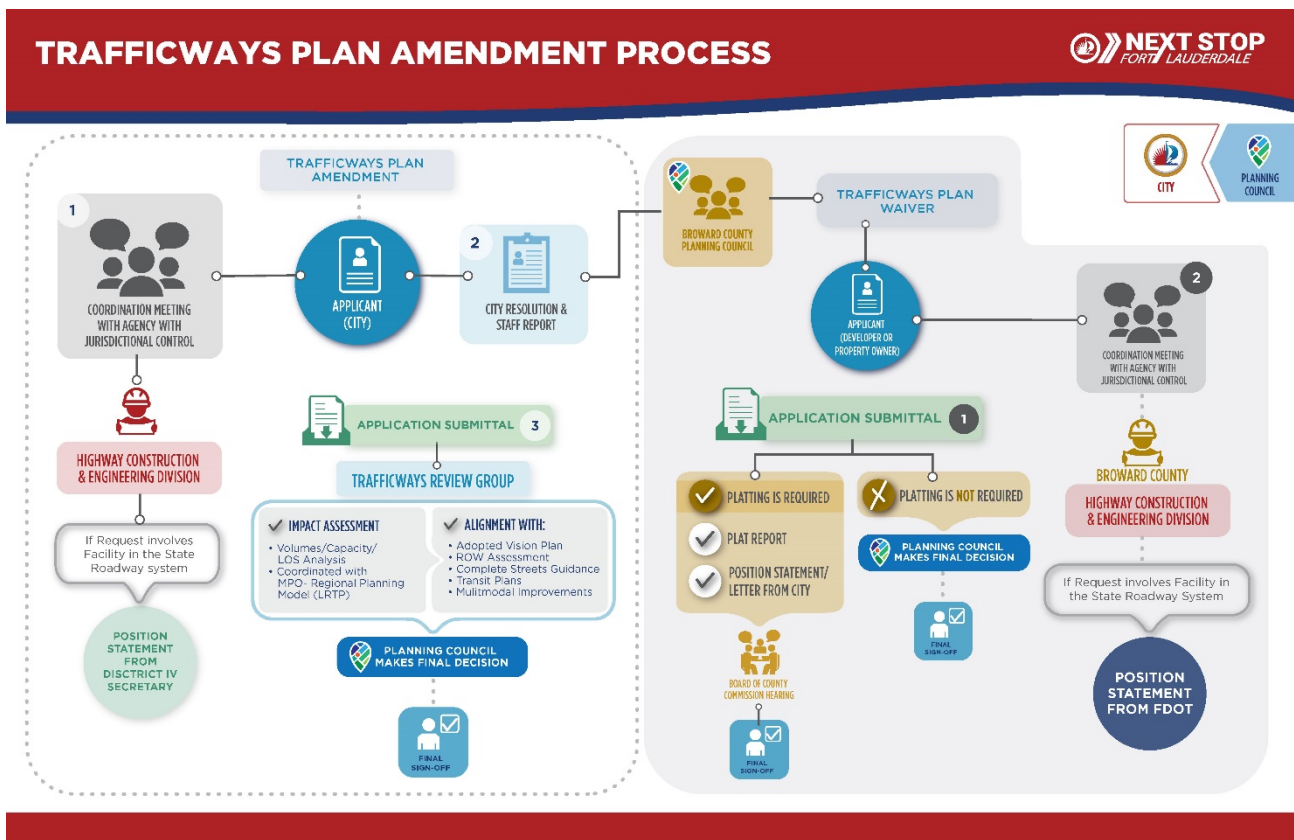 TRAFFICWAYS PLAN AMENDMENT PROCESS
NEXT STOP
FORT LAUDERDALE
CITY
PLANNING
COUNCIL
TRAFFICWAYS PLAN
AMENDMENT
1
COORDINATION MEETING
WITH AGENCY WITH
JURISDICTIONAL CONTROL
APPLICANT
(CITY)
2
CITY RESOLUTION &
STAFF REPORT
HIGHWAY CONSTRUCTION
& ENGINEERING DIVISION
If Request involves
Facility in the State
Roadway system
POSITION
STATEMENT
FROM
DISCTRICT IV
SECRETARY
APPLICATION SUBMITTAL 3
TRAFFICWAYS REVIEW GROUP
IMPACT ASSESSMENT
• Volumes/Capacity/
LOS Analysis
• Coordinated with
MPO- Regional Planning
Model (LRTP)
ALIGNMENT WITH:
• Adopted Vision Plan
• ROW Assessment
• Complete Streets Guidance
• Transit Plans
• Mulitmodal Improvements
PLANNING COUNCIL
MAKES FINAL DECISION
FINAL
SIGN-OFF
BROWARD COUNTY
PLANNING COUNCIL
TRAFFICWAYS PLAN
WAIVER
APPLICANT
(DEVELOPER OR
PROPERTY OWNER)
2
COORDINATION MEETING
WITH AGENCY WITH
JURISDICTIONAL CONTROL
APPLICATION SUBMITTAL 1
PLATTING IS REQUIRED
PLAT REPORT
POSITION STATEMENT/
LETTER FROM CITY
BOARD OF COUNTY
COMMISSION HEARING
FINAL
SIGN-OFF
PLATTING IS NOT REQUIRED
PLANNING COUNCIL
MAKES FINAL DECISION
FINAL
SIGN-OFF
BROWARD COUNTY
HIGHWAY CONSTRUCTION
& ENGINEERING DIVISION
If Request involves Facility in
the State Roadway System
POSITION
STATEMENT
FROM FDOT